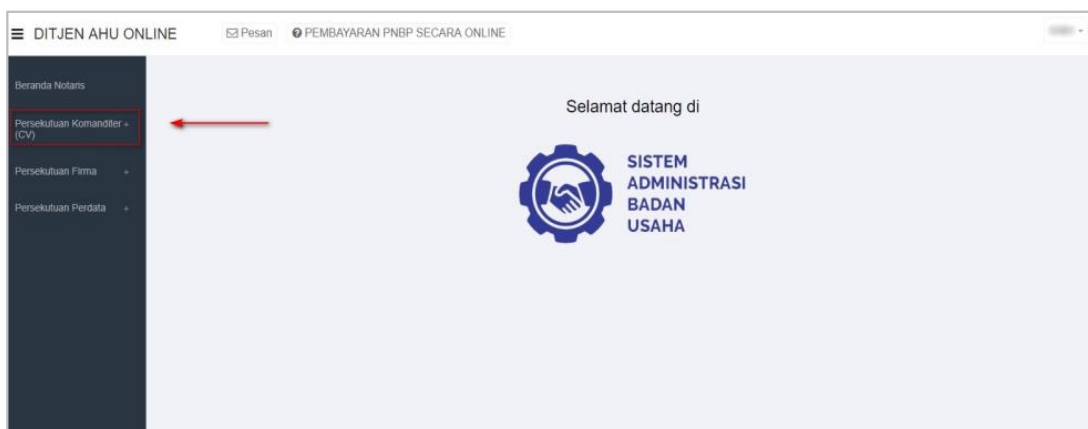 DITJEN AHU ONLINE
Pesan
PEMBAYARAN PNBP SECARA ONLINE
Beranda Notaris
Persekutuan Komanditer +
(CV)
Persekutuan Firma +
Persekutuan Perdata +
Selamat datang di
SISTEM
ADMINISTRASI
BADAN
USAHA